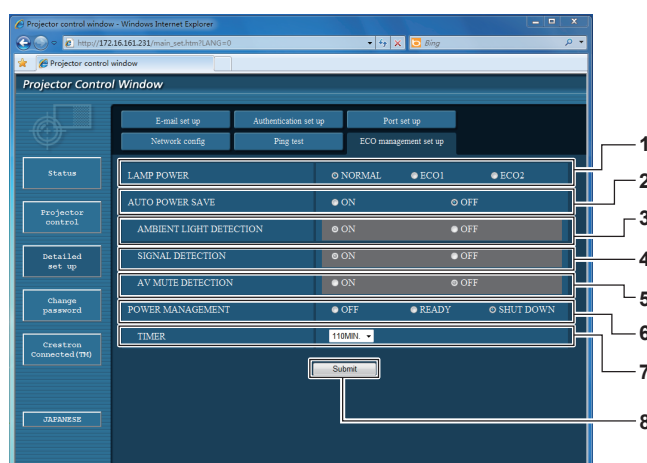 Projector control window - Windows Internet Explorer
http://172.16.161.231/main_set.htm?LANG=0
Bing
Projector control window
Projector Control Window
E-mail set up Authentication set up Port set up
Network config Ping test ECO management set up
Status
LAMP POWER NORMAL ECO1 ECO2 1
AUTO POWER SAVE ON OFF 2
Projector
control
AMBIENT LIGHT DETECTION ON OFF 3
Detailed
set up
SIGNAL DETECTION ON OFF 4
AV MUTE DETECTION ON OFF 5
Change
password
POWER MANAGEMENT OFF READY SHUT DOWN 6
TIMER 110MIN. 7
Crestron
Connected(TM)
Submit 8
JAPANESE